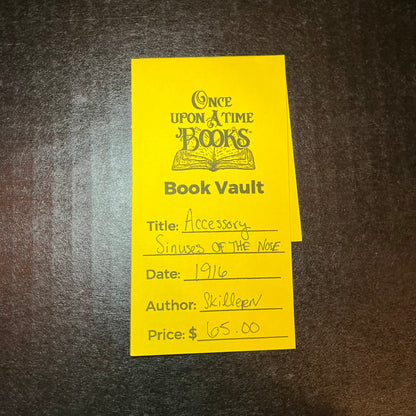 ONCE
UPON A TIME
BOOKS
Book Vault
Title: Accessory
Sinuses OF THE NOSE
Date: 1916
Author: Skillern
Price: $ 65.00